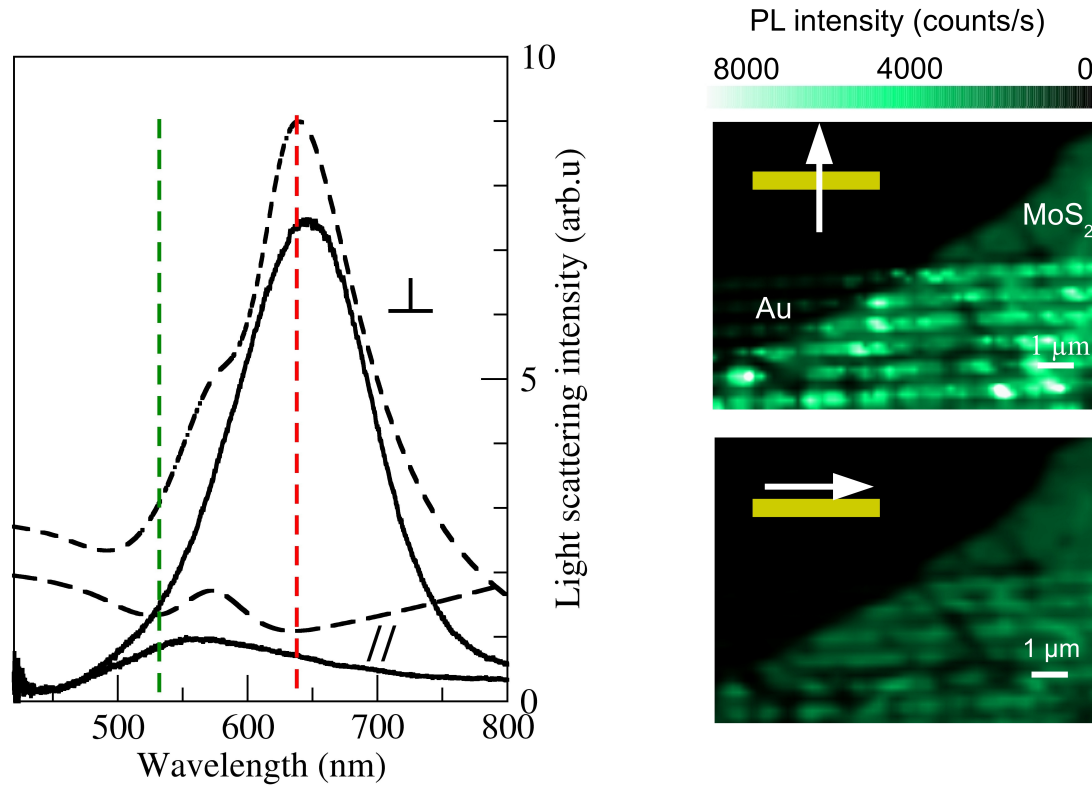 10
5
0
500
600
700
800
Wavelength (nm)
Light scattering intensity (arb.u)
⊥
//
PL intensity (counts/s)
8000
4000
0
MoS₂
Au
1 µm
1 µm